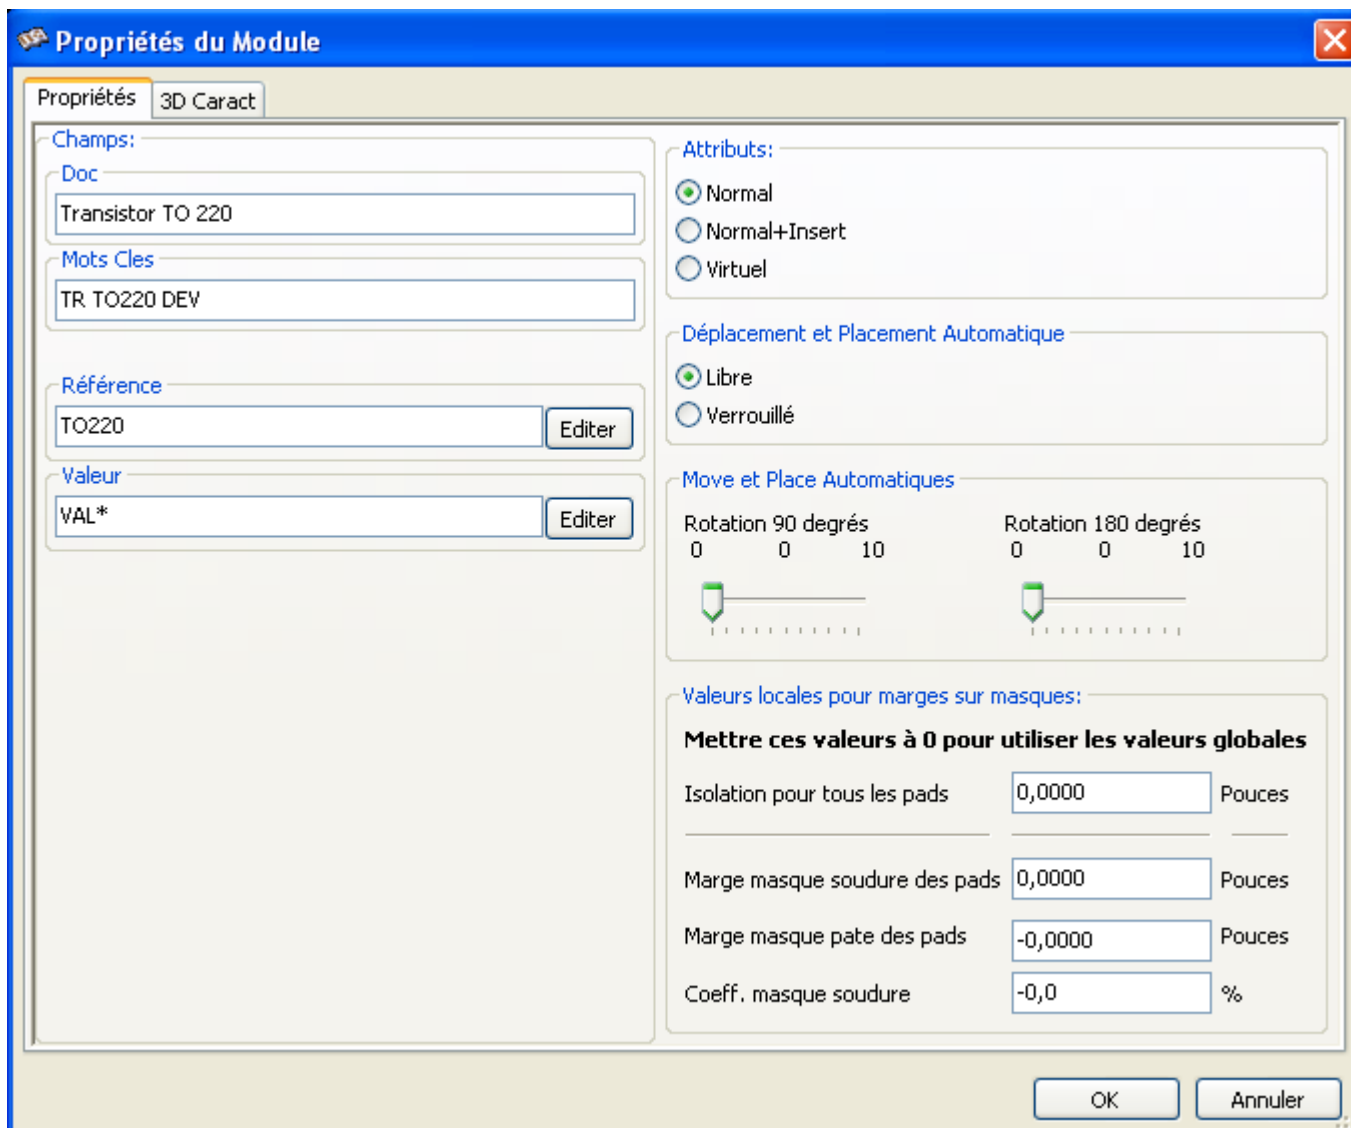 Propriétés du Module
Propriétés
3D Caract
Champs:
Doc
Transistor TO 220
Mots Cles
TR TO220 DEV
Référence
TO220
Editer
Valeur
VAL*
Editer
Attributs:
Normal
Normal+Insert
Virtuel
Déplacement et Placement Automatique
Libre
Verrouillé
Move et Place Automatiques
Rotation 90 degrés
0 0 10
Rotation 180 degrés
0 0 10
Valeurs locales pour marges sur masques:
Mettre ces valeurs à 0 pour utiliser les valeurs globales
Isolation pour tous les pads 0,0000 Pouces
Marge masque soudure des pads 0,0000 Pouces
Marge masque pate des pads -0,0000 Pouces
Coeff. masque soudure -0,0 %
OK
Annuler